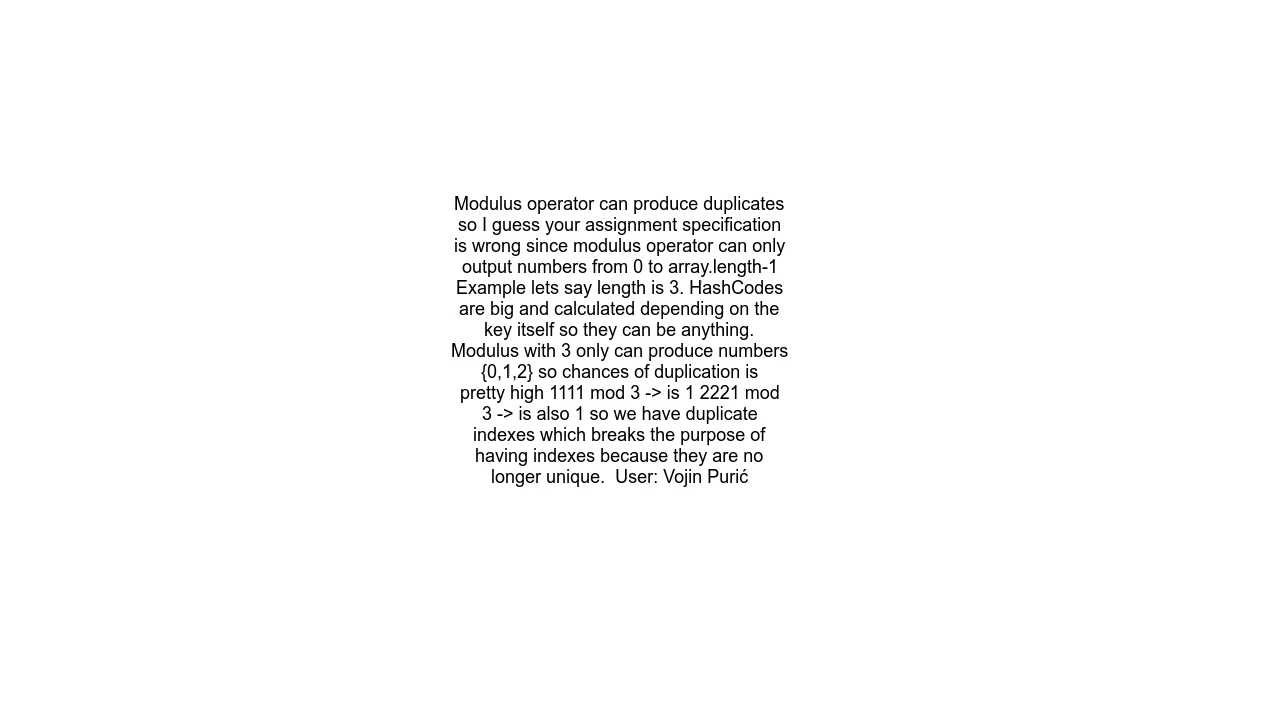 Modulus operator can produce duplicates
so I guess your assignment specification
is wrong since modulus operator can only
output numbers from 0 to array.length-1
Example lets say length is 3. HashCodes
are big and calculated depending on the
key itself so they can be anything.
Modulus with 3 only can produce numbers
{0,1,2} so chances of duplication is
pretty high 1111 mod 3 -> is 1 2221 mod
3 -> is also 1 so we have duplicate
indexes which breaks the purpose of
having indexes because they are no
longer unique.  User: Vojin Purić